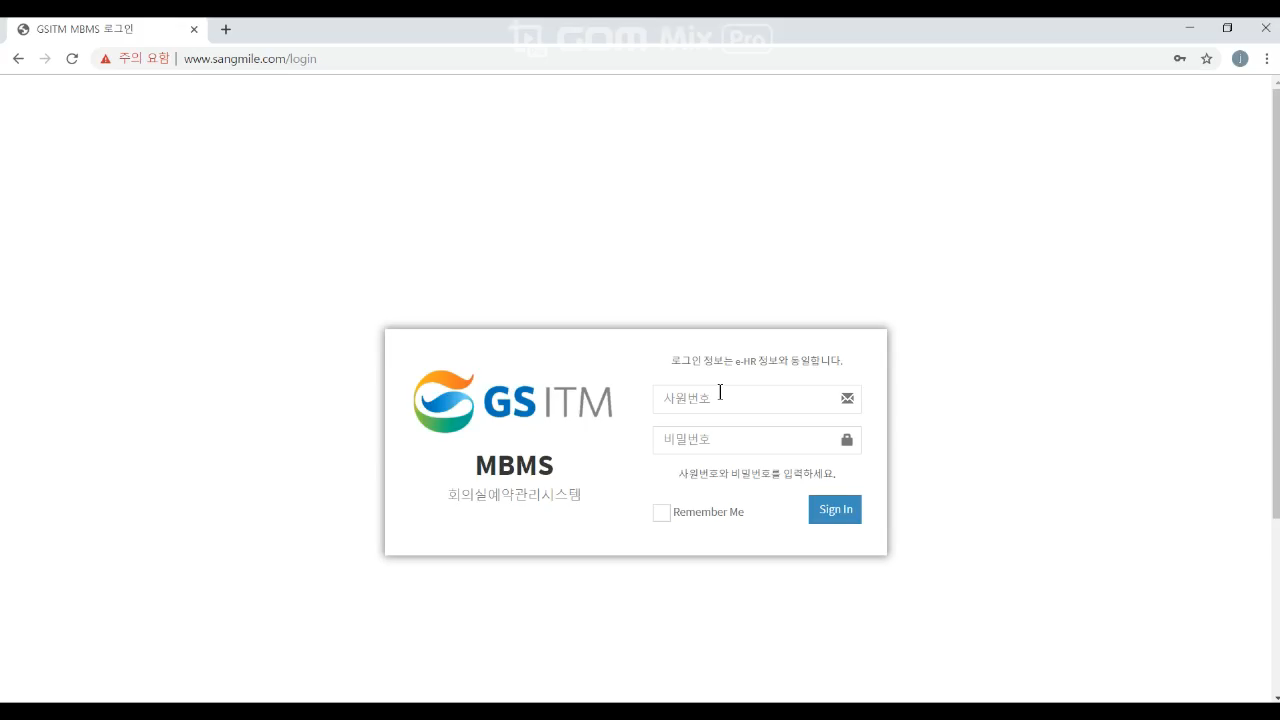 GSITM MBMS 로그인
GOM Mix Pro
주의 요함 | www.sangmile.com/login
로그인 정보는 e-HR 정보와 동일합니다.
사원번호
GS ITM
비밀번호
MBMS
사원번호와 비밀번호를 입력하세요.
회의실예약관리시스템
Remember Me
Sign In